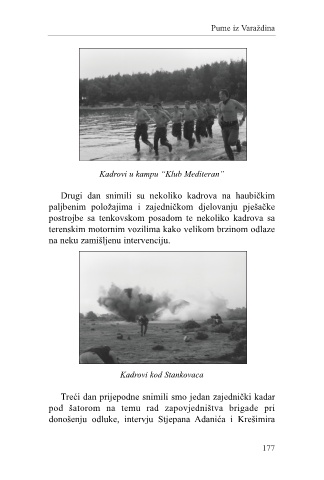 Pume iz Varaždina
Kadrovi u kampu “Klub Mediteran”
Drugi dan snimili su nekoliko kadrova na haubičkim
paljbenim položajima i zajedničkom djelovanju pješačke
postrojbe sa tenkovskom posadom te nekoliko kadrova sa
terenskim motornim vozilima kako velikom brzinom odlaze
na neku zamišljenu intervenciju.
Kadrovi kod Stankovaca
Treći dan prijepodne snimili smo jedan zajednički kadar
pod šatorom na temu rad zapovjedništva brigade pri
donošenju odluke, intervju Stjepana Adanića i Krešimira
177